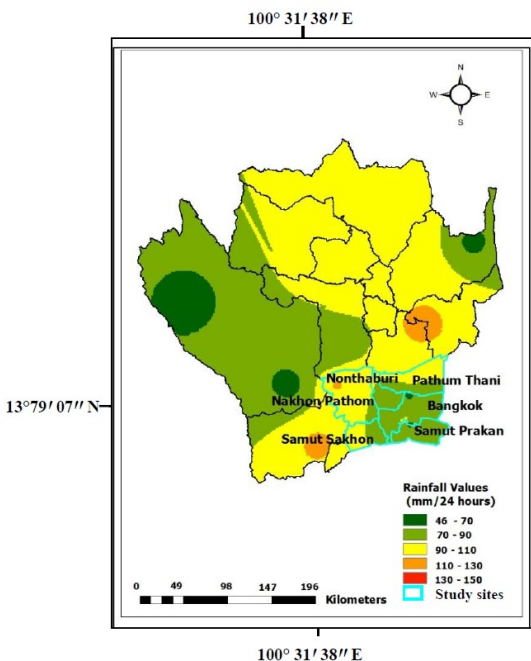 100° 31′ 38″ E
N
W E
S
Nonthaburi
Pathum Thani
Nakhon Pathom
Bangkok
13°79′ 07″ N
Samut Prakan
Samut Sakhon
Rainfall Values
(mm/24 hours)
46 - 70
70 - 90
90 - 110
110 - 130
130 - 150
Study sites
0 49 98 147 196
Kilometers
100° 31′ 38″ E